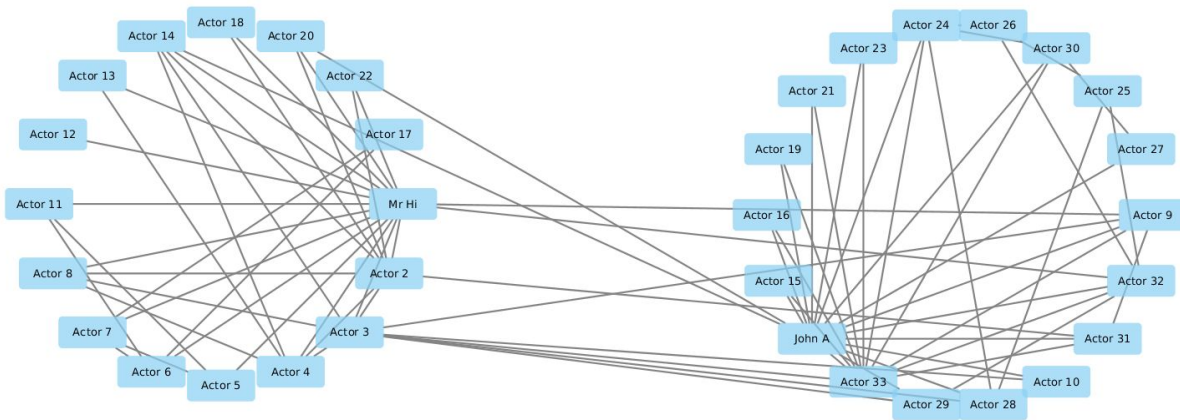 Actor 18
Actor 24
Actor 26
Actor 14
Actor 20
Actor 23
Actor 30
Actor 13
Actor 22
Actor 21
Actor 25
Actor 12
Actor 17
Actor 19
Actor 27
Actor 11
Mr Hi
Actor 16
Actor 9
Actor 8
Actor 2
Actor 15
Actor 32
Actor 7
Actor 3
John A
Actor 31
Actor 6
Actor 5
Actor 4
Actor 33
Actor 10
Actor 29
Actor 28